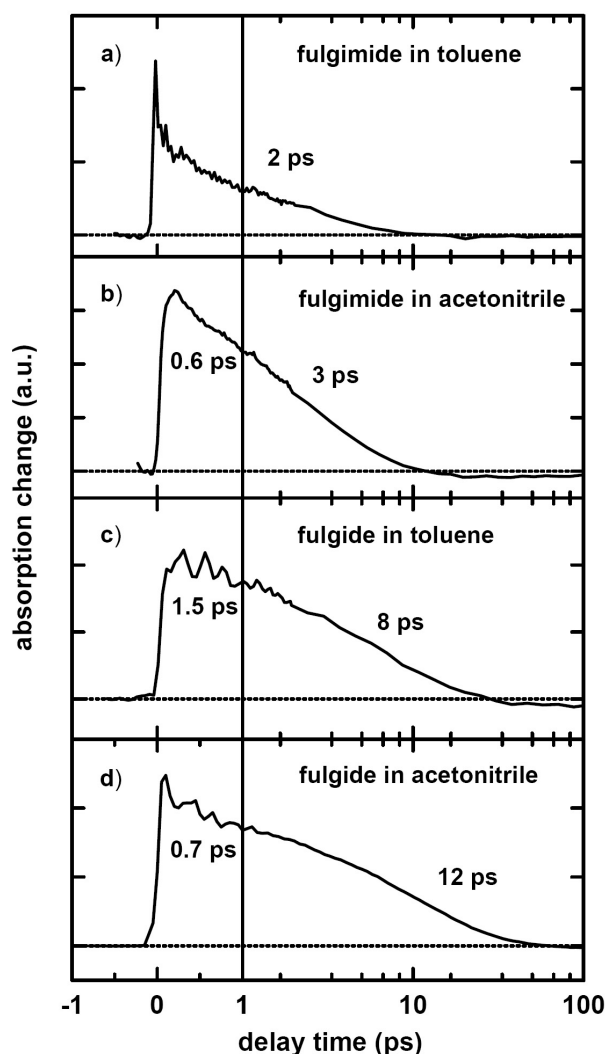 a) fulgimide in toluene
2 ps
b) fulgimide in acetonitrile
0.6 ps
3 ps
c) fulgide in toluene
1.5 ps
8 ps
d) fulgide in acetonitrile
0.7 ps
12 ps
absorption change (a.u.)
-1 0 1 10 100
delay time (ps)